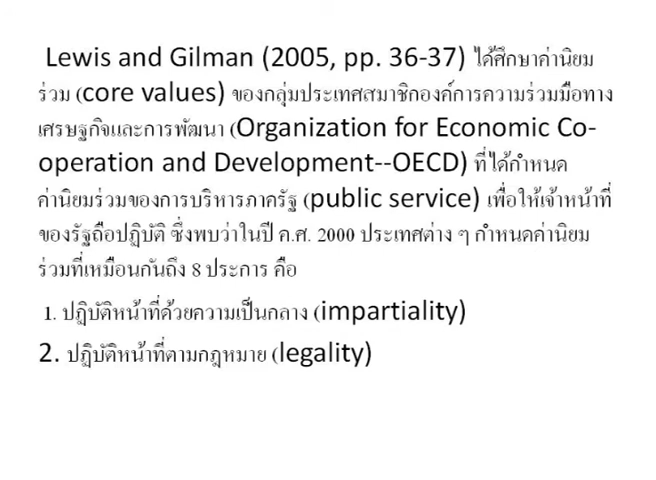 Lewis and Gilman (2005, pp. 36-37) ได้ศึกษาค่านิยม
ร่วม (core values) ของกลุ่มประเทศสมาชิกองค์การความร่วมมือทาง
เศรษฐกิจและการพัฒนา (Organization for Economic Co-
operation and Development--OECD) ที่ได้กำหนด
ค่านิยมร่วมของการบริหารภาครัฐ (public service) เพื่อให้เจ้าหน้าที่
ของรัฐถือปฏิบัติ ซึ่งพบว่าในปี ค.ศ. 2000 ประเทศต่าง ๆ กำหนดค่านิยม
ร่วมที่เหมือนกันถึง 8 ประการ คือ
1. ปฏิบัติหน้าที่ด้วยความเป็นกลาง (impartiality)
2. ปฏิบัติหน้าที่ตามกฎหมาย (legality)